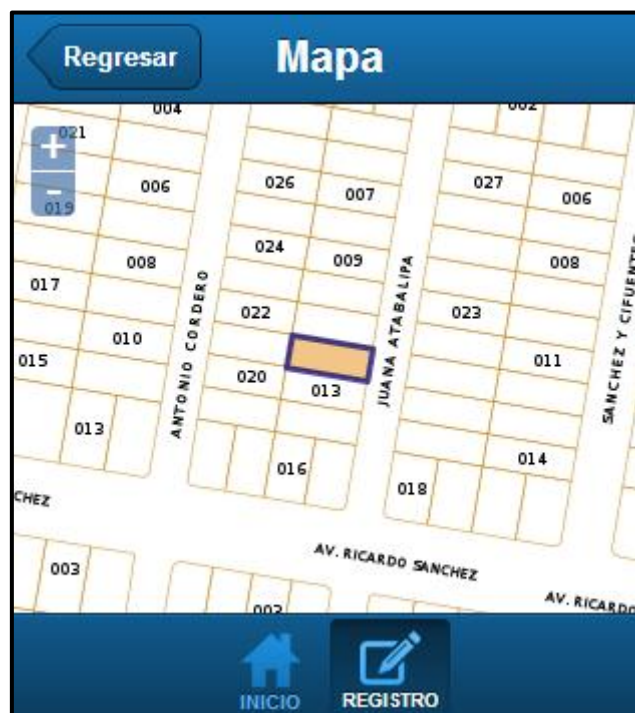 Regresar
Mapa
004
002
021
+
006
026
007
027
006
-
019
024
009
008
008
017
022
023
010
011
015
020
013
013
014
016
018
ANTONIO CORDERO
JUANA ATABALIPA
SANCHEZ Y CIFUENTES
CHEZ
AV. RICARDO SANCHEZ
AV. RICARDO
003
002
INICIO
REGISTRO